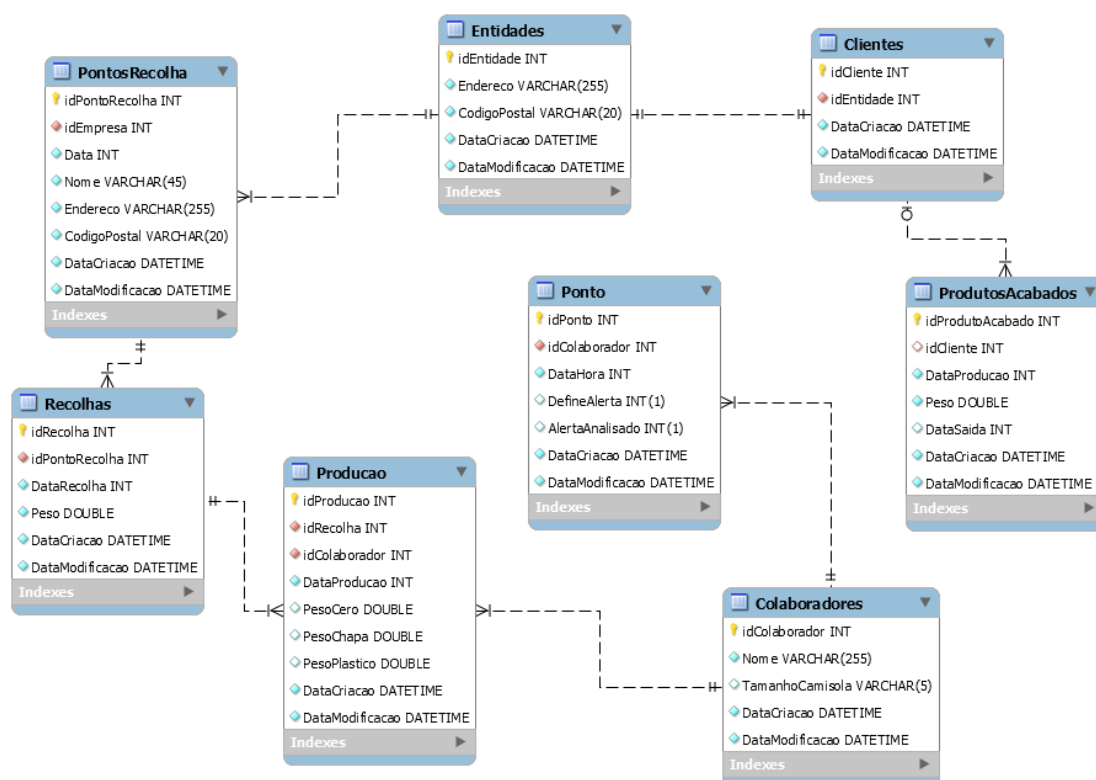 PontosRecolha
idPontoRecolha INT
idEmpresa INT
Data INT
Nome VARCHAR(45)
Endereco VARCHAR(255)
CodigoPostal VARCHAR(20)
DataCriacao DATETIME
DataModificacao DATETIME
Indexes
Entidades
idEntidade INT
Endereco VARCHAR(255)
CodigoPostal VARCHAR(20)
DataCriacao DATETIME
DataModificacao DATETIME
Indexes
Clientes
idCliente INT
idEntidade INT
DataCriacao DATETIME
DataModificacao DATETIME
Indexes
Ponto
idPonto INT
idColaborador INT
DataHora INT
DefineAlerta INT(1)
AlertaAnalisado INT(1)
DataCriacao DATETIME
DataModificacao DATETIME
Indexes
ProdutosAcabados
idProdutoAcabado INT
idCliente INT
DataProducao INT
Peso DOUBLE
DataSaida INT
DataCriacao DATETIME
DataModificacao DATETIME
Indexes
Recolhas
idRecolha INT
idPontoRecolha INT
DataRecolha INT
Peso DOUBLE
DataCriacao DATETIME
DataModificacao DATETIME
Indexes
Producao
idProducao INT
idRecolha INT
idColaborador INT
DataProducao INT
PesoCero DOUBLE
PesoChapa DOUBLE
PesoPlastico DOUBLE
DataCriacao DATETIME
DataModificacao DATETIME
Indexes
Colaboradores
idColaborador INT
Nome VARCHAR(255)
TamanhoCamisola VARCHAR(5)
DataCriacao DATETIME
DataModificacao DATETIME